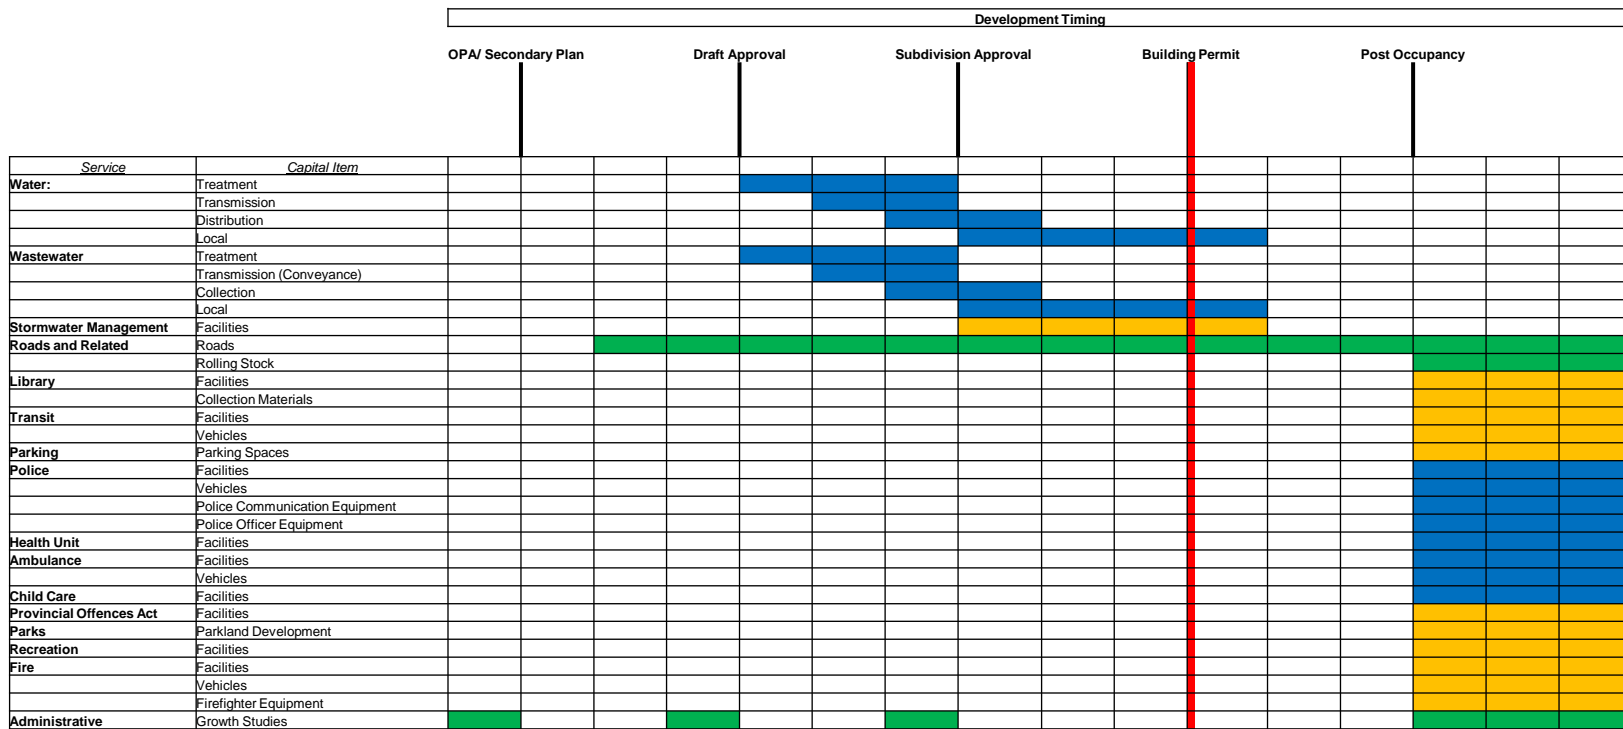 Development Timing
OPA/ Secondary Plan Draft Approval Subdivision Approval Building Permit Post Occupancy
Service Capital Item
Water: Treatment
Transmission
Distribution
Local
Wastewater Treatment
Transmission (Conveyance)
Collection
Local
Stormwater Management Facilities
Roads and Related Roads
Rolling Stock
Library Facilities
Collection Materials
Transit Facilities
Vehicles
Parking Parking Spaces
Police Facilities
Vehicles
Police Communication Equipment
Police Officer Equipment
Health Unit Facilities
Ambulance Facilities
Vehicles
Child Care Facilities
Provincial Offences Act Facilities
Parks Parkland Development
Recreation Facilities
Fire Facilities
Vehicles
Firefighter Equipment
Administrative Growth Studies